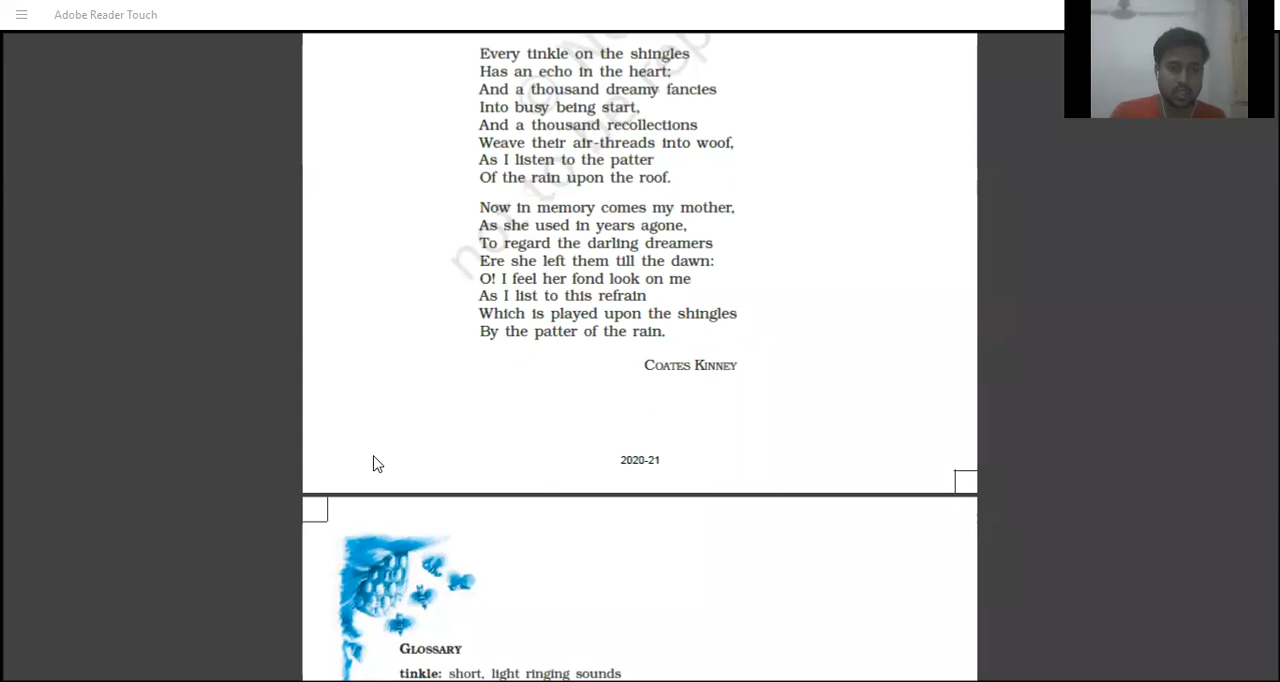 Adobe Reader Touch
Every tinkle on the shingles
Has an echo in the heart;
And a thousand dreamy fancies
Into busy being start,
And a thousand recollections
Weave their air-threads into woof,
As I listen to the patter
Of the rain upon the roof.
Now in memory comes my mother,
As she used in years agone,
To regard the darling dreamers
Ere she left them till the dawn:
O! I feel her fond look on me
As I list to this refrain
Which is played upon the shingles
By the patter of the rain.
COATES KINNEY
2020-21
GLOSSARY
tinkle: short, light ringing sounds
not to be rep